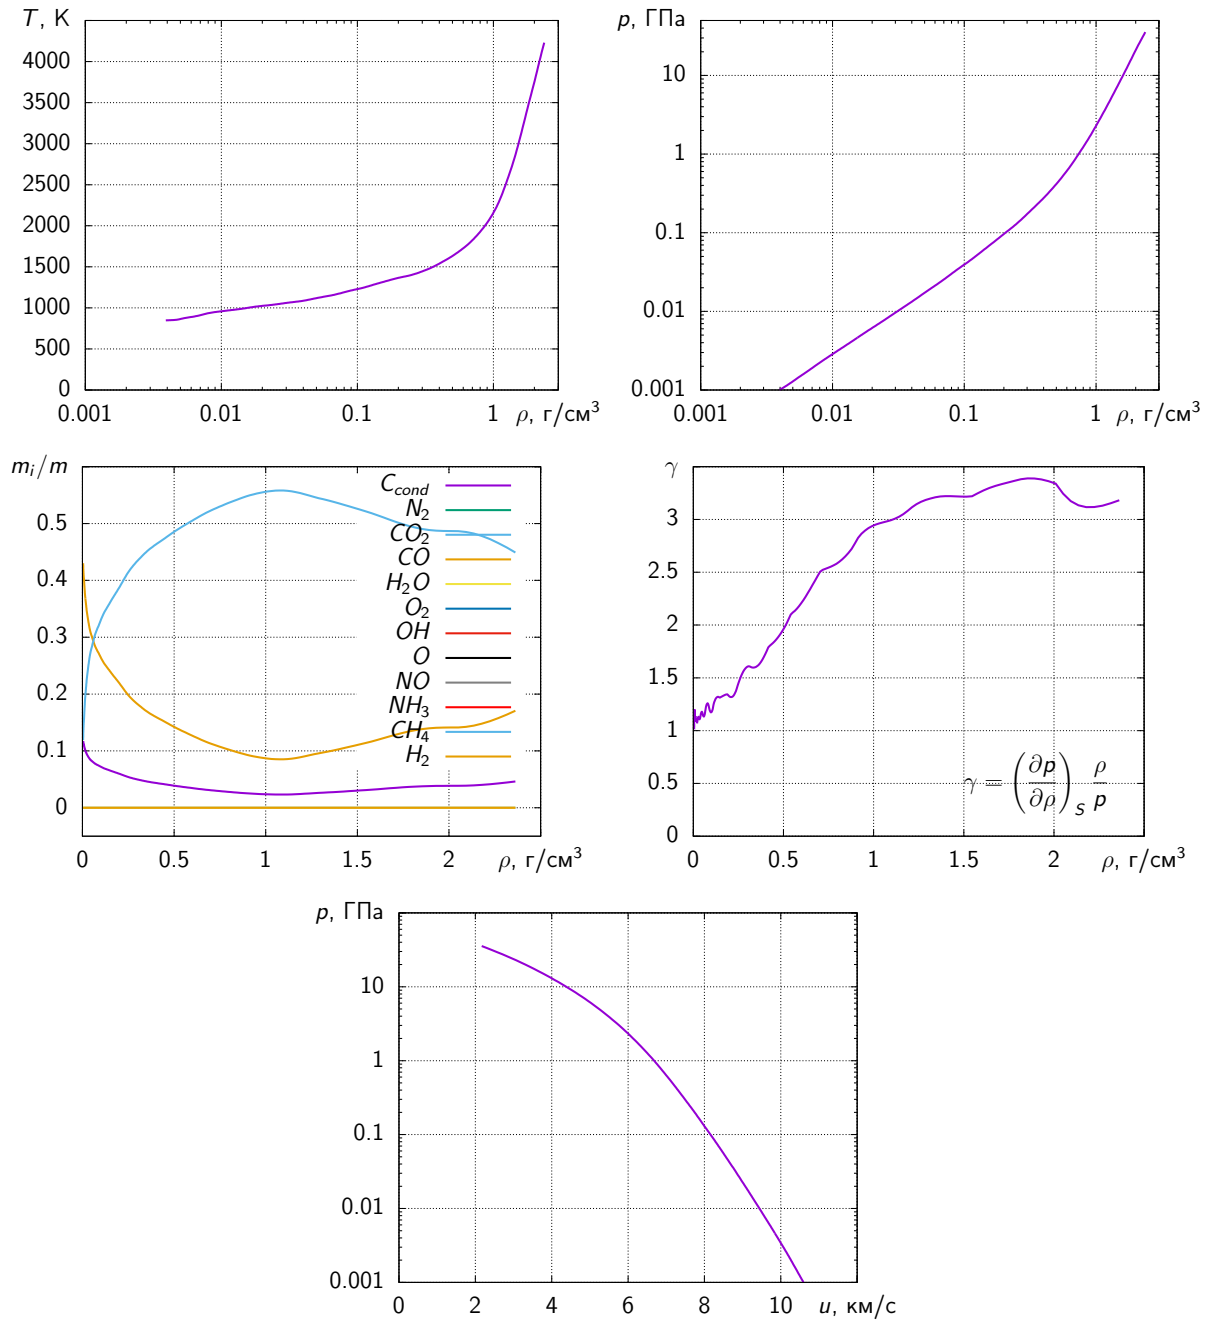 T, К
4000
3500
3000
2500
2000
1500
1000
500
0
0.001 0.01 0.1 1 ρ, г/см³
p, ГПа
10
1
0.1
0.01
0.001
0.001 0.01 0.1 1 ρ, г/см³
mᵢ/m
0.5
0.4
0.3
0.2
0.1
0
0 0.5 1 1.5 2 ρ, г/см³
C_cond
N₂
CO₂
CO
H₂O
O₂
OH
O
NO
NH₃
CH₄
H₂
γ
3
2.5
2
1.5
1
0.5
0
0 0.5 1 1.5 2 ρ, г/см³
γ = (∂p/∂ρ)_S ρ/p
p, ГПа
10
1
0.1
0.01
0.001
0 2 4 6 8 10 u, км/с